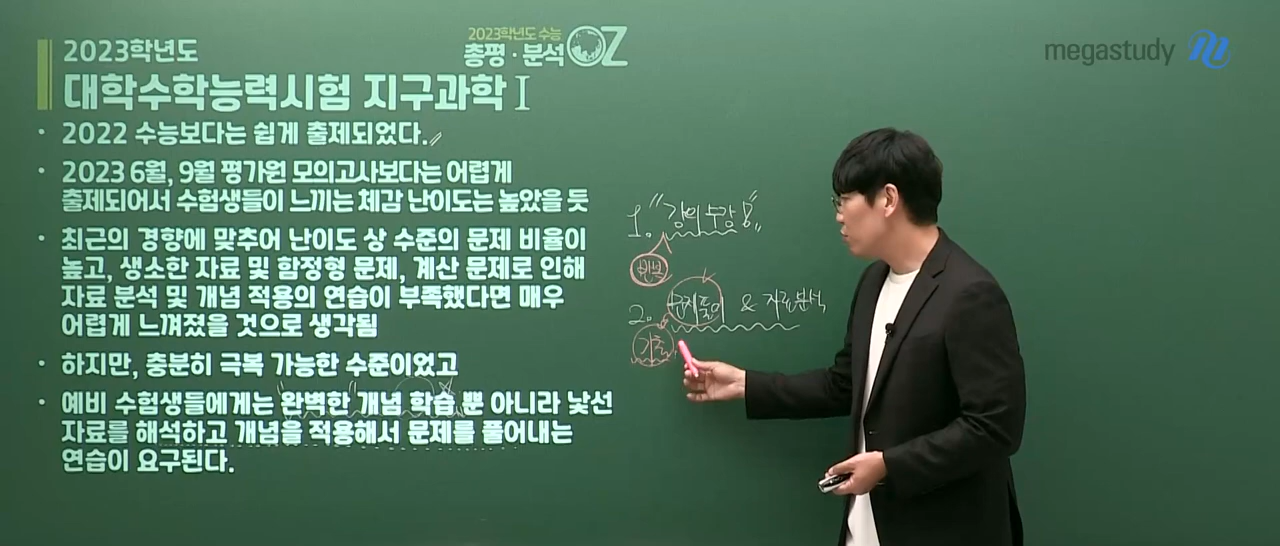 2023학년도
대학수학능력시험 지구과학 I
2023학년도 수능
총평·분석 OZ
megastudy
• 2022 수능보다는 쉽게 출제되었다.
• 2023 6월, 9월 평가원 모의고사보다는 어렵게
출제되어서 수험생들이 느끼는 체감 난이도는 높았을 듯
• 최근의 경향에 맞추어 난이도 상 수준의 문제 비율이
높고, 생소한 자료 및 함정형 문제, 계산 문제로 인해
자료 분석 및 개념 적용의 연습이 부족했다면 매우
어렵게 느껴졌을 것으로 생각됨
• 하지만, 충분히 극복 가능한 수준이었고
• 예비 수험생들에게는 완벽한 개념 학습 뿐 아니라 낯선
자료를 해석하고 개념을 적용해서 문제를 풀어내는
연습이 요구된다.
1. "강의수강"
2. 문제풀이 & 자료분석
기출